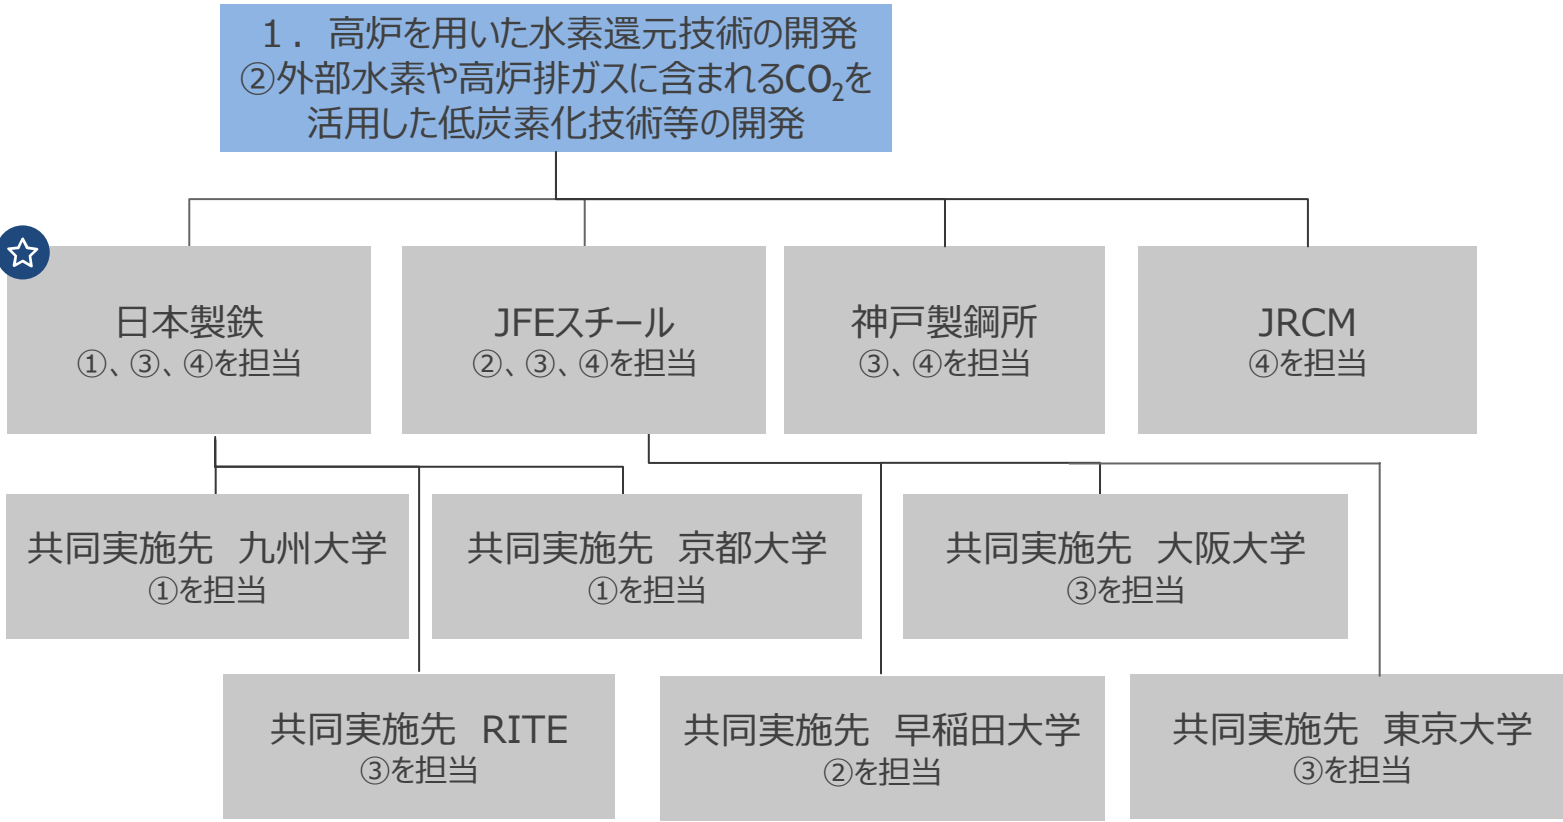 １．高炉を用いた水素還元技術の開発
②外部水素や高炉排ガスに含まれるCO₂を
活用した低炭素化技術等の開発
日本製鉄
①、③、④を担当
JFEスチール
②、③、④を担当
神戸製鋼所
③、④を担当
JRCM
④を担当
共同実施先　九州大学
①を担当
共同実施先　京都大学
①を担当
共同実施先　大阪大学
③を担当
共同実施先　RITE
③を担当
共同実施先　早稲田大学
②を担当
共同実施先　東京大学
③を担当